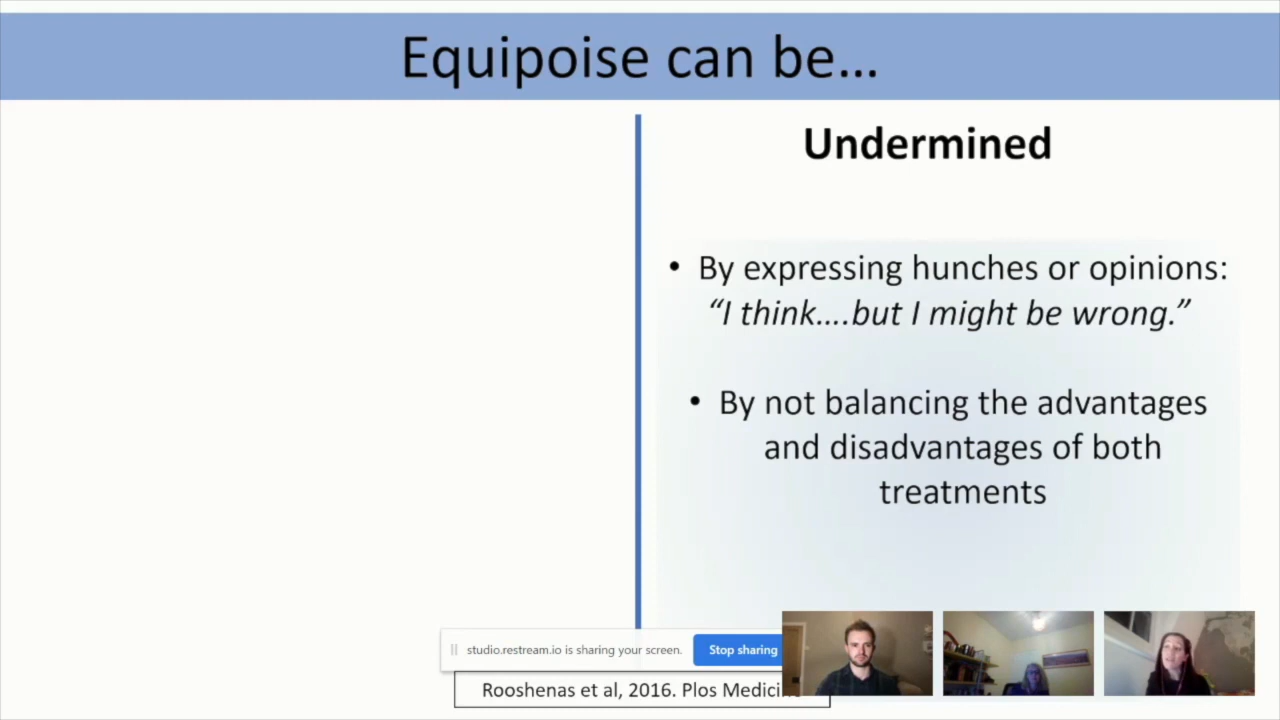 Equipoise can be...
Undermined
• By expressing hunches or opinions:
“I think....but I might be wrong.”
• By not balancing the advantages
and disadvantages of both
treatments
studio.restream.io is sharing your screen.
Stop sharing
Rooshenas et al, 2016. Plos